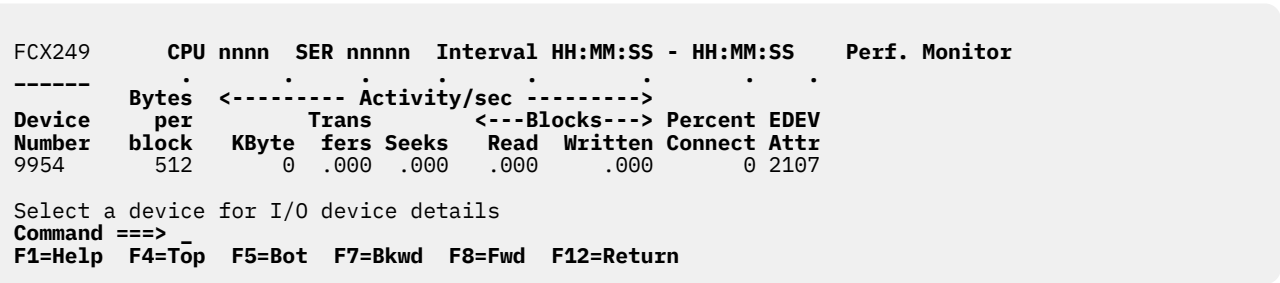 FCX249      CPU nnnn  SER nnnnn  Interval HH:MM:SS - HH:MM:SS    Perf. Monitor
______       .       .     .     .      .        .       .    .
         Bytes  <--------- Activity/sec --------->
Device     per         Trans        <---Blocks---> Percent EDEV
Number   block   KByte  fers Seeks   Read  Written Connect Attr
9954       512       0  .000  .000   .000     .000       0 2107
Select a device for I/O device details
Command ===> _
F1=Help  F4=Top  F5=Bot  F7=Bkwd  F8=Fwd  F12=Return